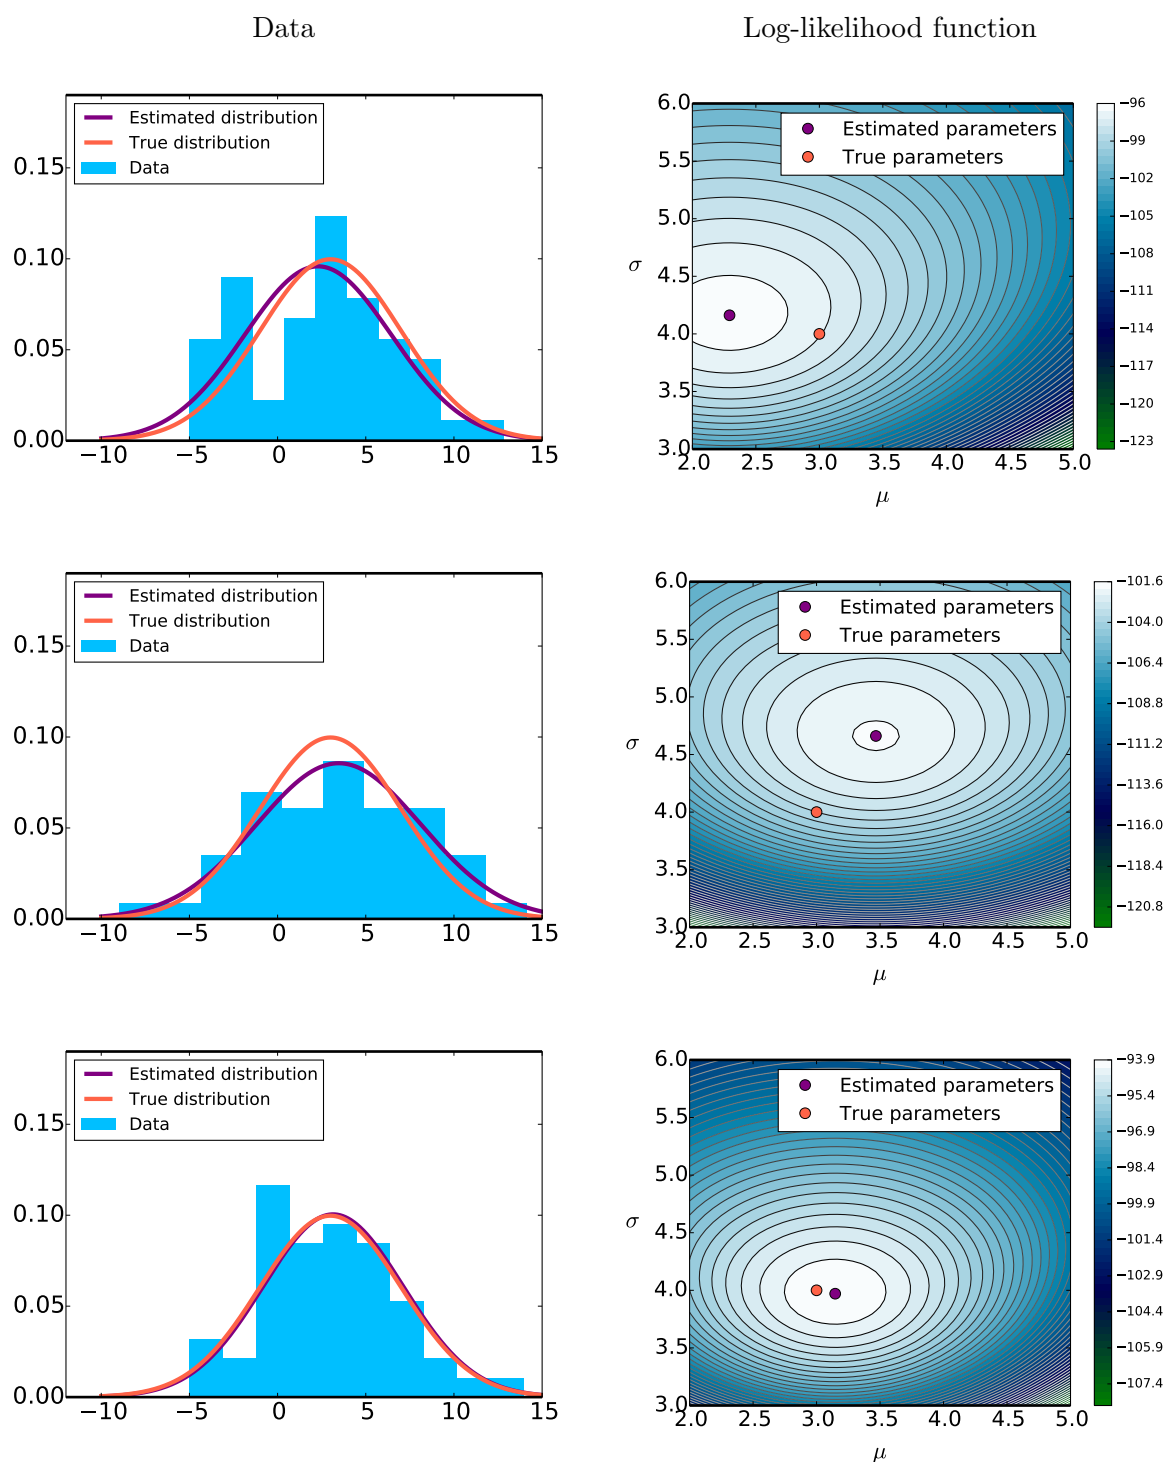 Data
Log-likelihood function
Estimated distribution
True distribution
Data
0.15
0.10
0.05
0.00
−10 −5 0 5 10 15
Estimated parameters
True parameters
6.0
5.5
5.0
4.5
4.0
3.5
3.0
σ
2.0 2.5 3.0 3.5 4.0 4.5 5.0
μ
−96
−99
−102
−105
−108
−111
−114
−117
−120
−123
Estimated distribution
True distribution
Data
0.15
0.10
0.05
0.00
−10 −5 0 5 10 15
Estimated parameters
True parameters
6.0
5.5
5.0
4.5
4.0
3.5
3.0
σ
2.0 2.5 3.0 3.5 4.0 4.5 5.0
μ
−101.6
−104.0
−106.4
−108.8
−111.2
−113.6
−116.0
−118.4
−120.8
Estimated distribution
True distribution
Data
0.15
0.10
0.05
0.00
−10 −5 0 5 10 15
Estimated parameters
True parameters
6.0
5.5
5.0
4.5
4.0
3.5
3.0
σ
2.0 2.5 3.0 3.5 4.0 4.5 5.0
μ
−93.9
−95.4
−96.9
−98.4
−99.9
−101.4
−102.9
−104.4
−105.9
−107.4